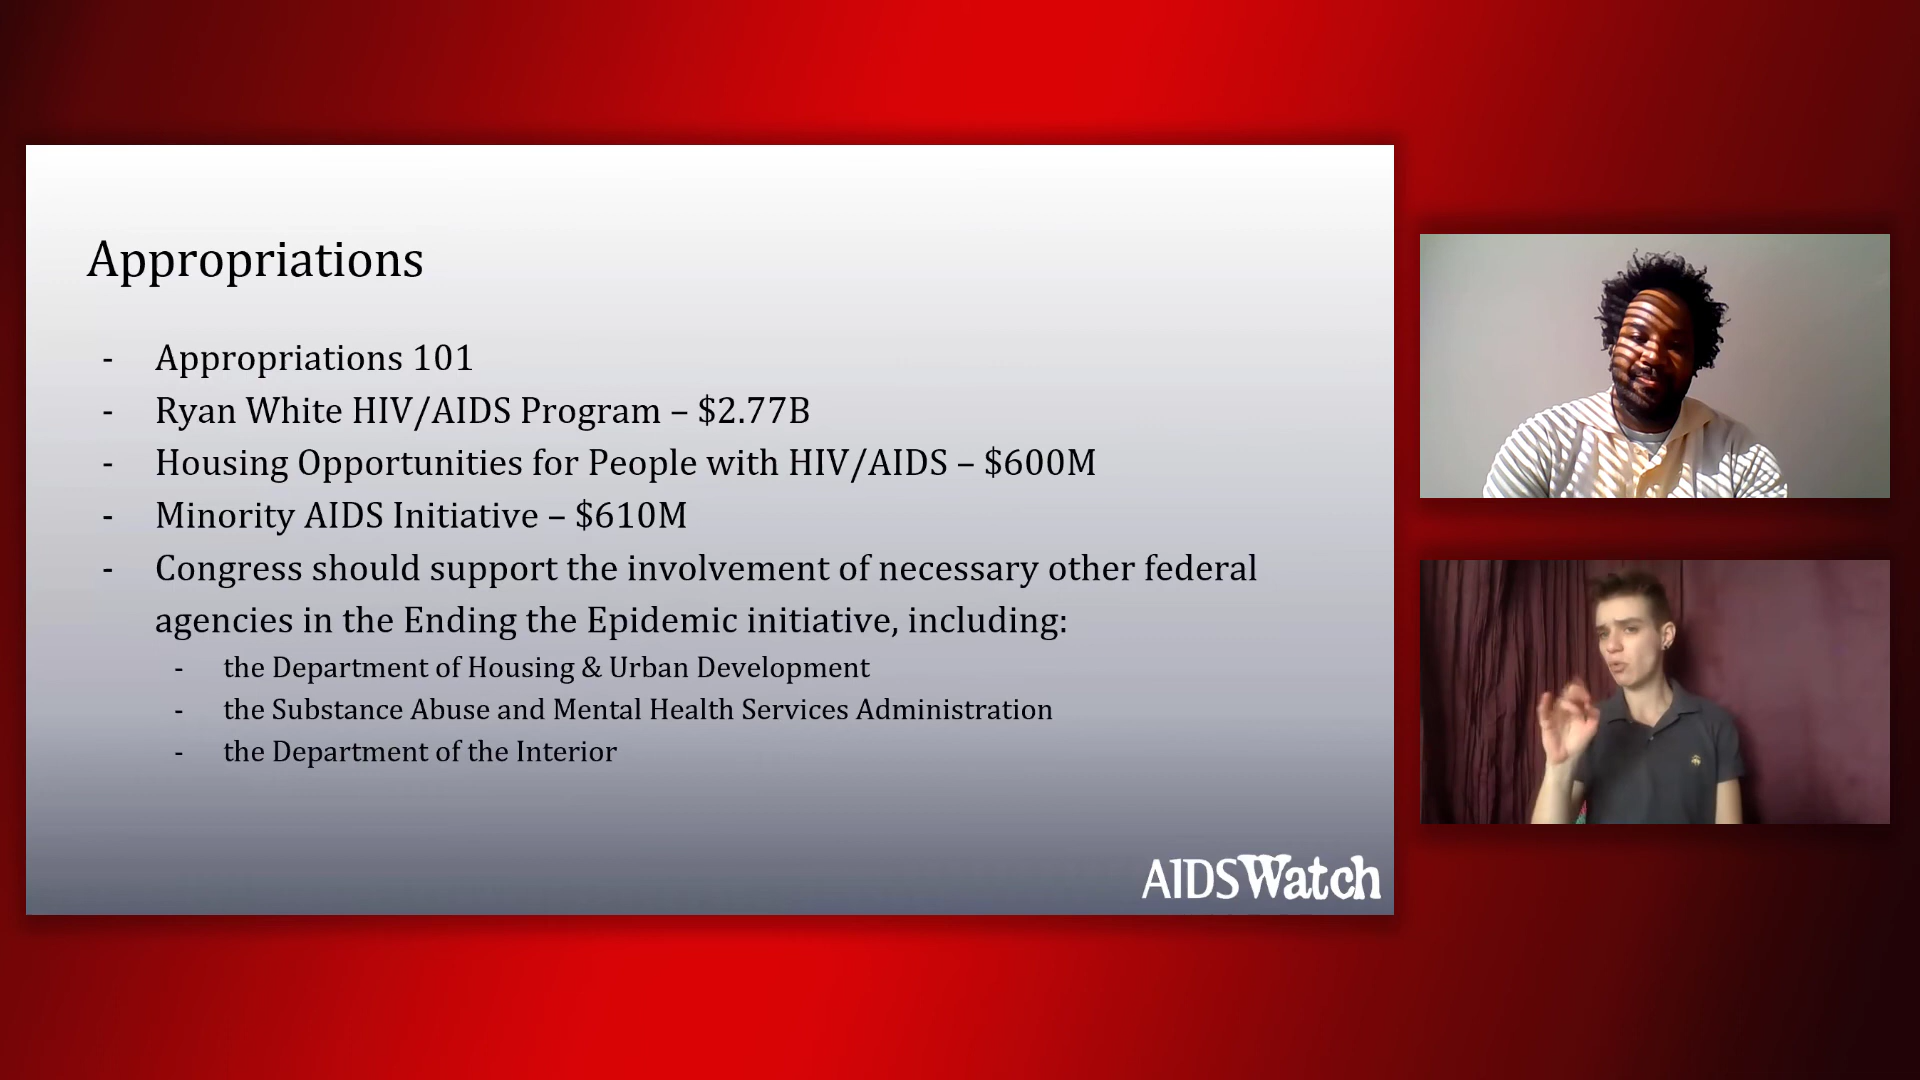 Appropriations
- Appropriations 101
- Ryan White HIV/AIDS Program – $2.77B
- Housing Opportunities for People with HIV/AIDS – $600M
- Minority AIDS Initiative – $610M
- Congress should support the involvement of necessary other federal
agencies in the Ending the Epidemic initiative, including:
- the Department of Housing & Urban Development
- the Substance Abuse and Mental Health Services Administration
- the Department of the Interior
AIDSWatch